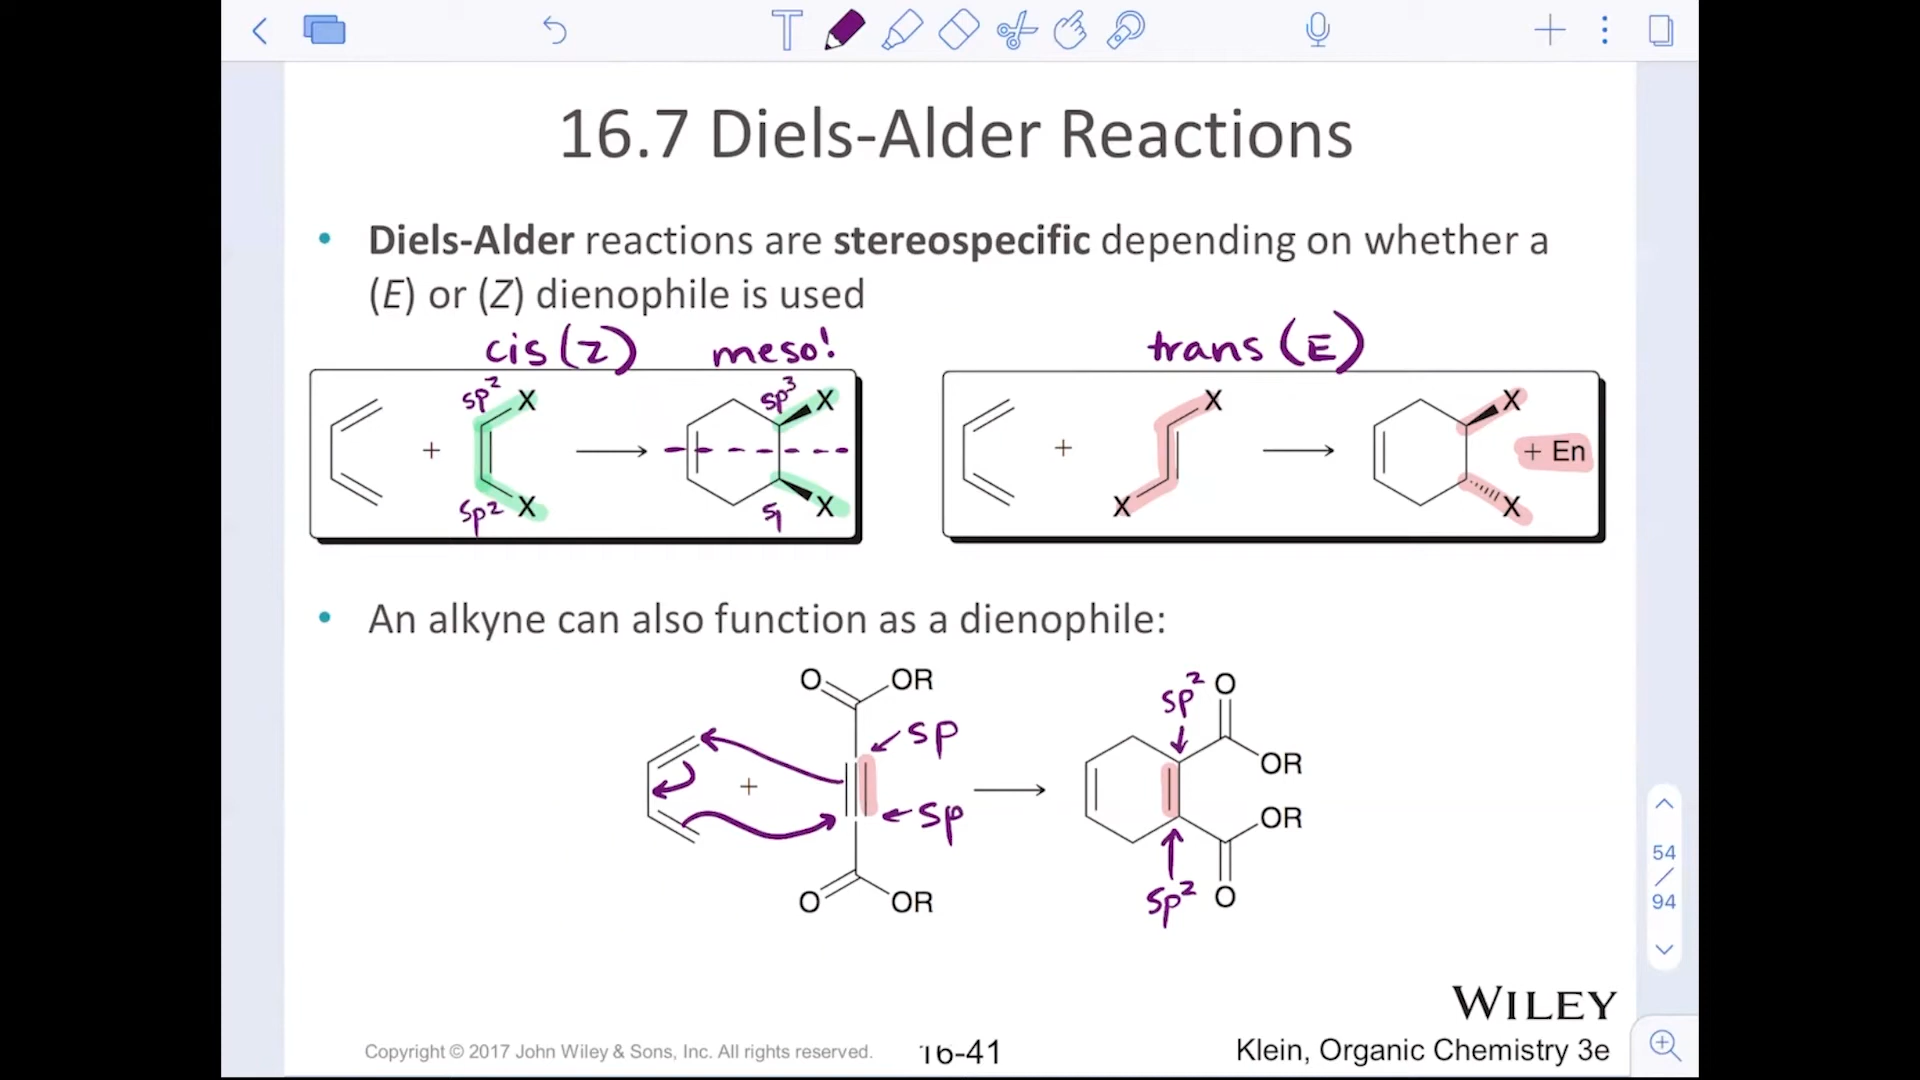 16.7 Diels-Alder Reactions
• Diels-Alder reactions are stereospecific depending on whether a
(E) or (Z) dienophile is used
cis (Z) meso! trans (E)
sp² X sp³ X X X
+ + + En
sp² X X X X
• An alkyne can also function as a dienophile:
O OR sp² O
sp OR
+
sp OR
O OR sp² O
54
/
94
WILEY
Copyright © 2017 John Wiley & Sons, Inc. All rights reserved. 16-41 Klein, Organic Chemistry 3e